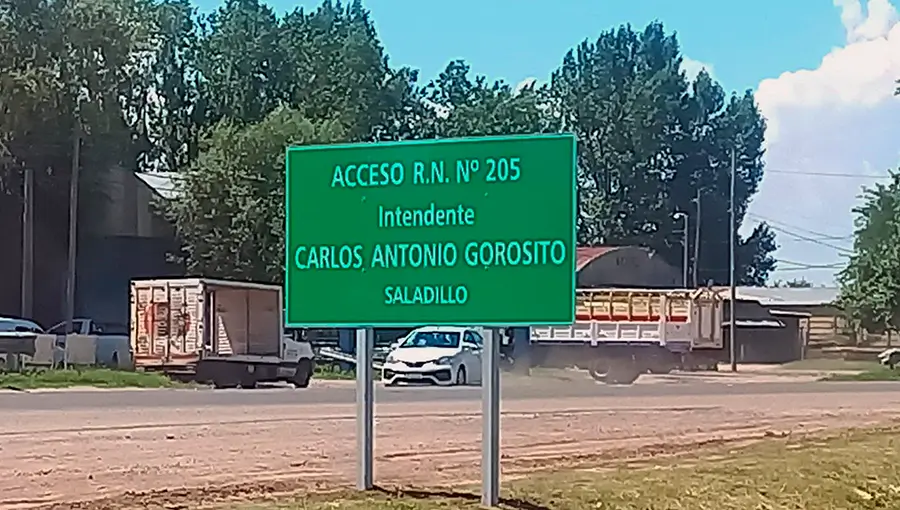 ACCESO R.N. Nº 205
Intendente
CARLOS ANTONIO GOROSITO
SALADILLO